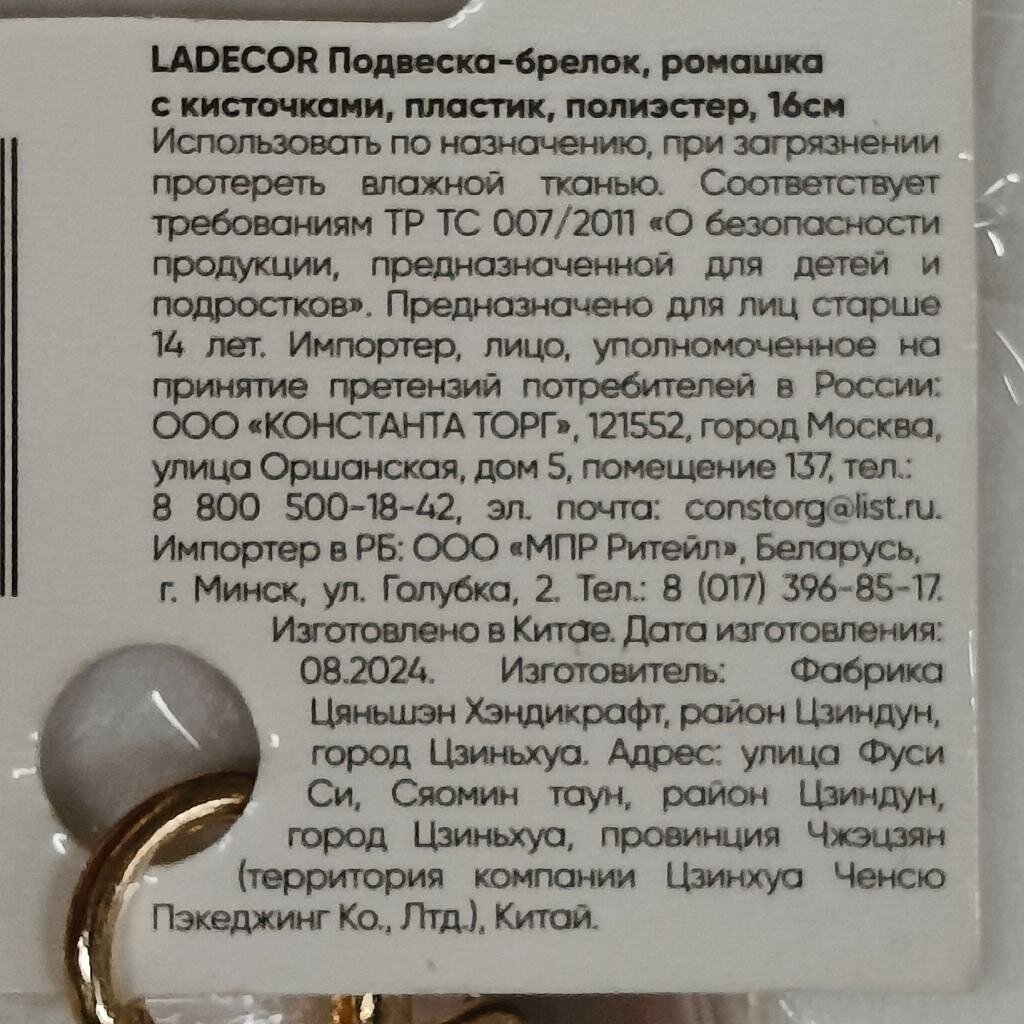 LADECOR Подвеска-брелок, ромашка
с кисточками, пластик, полиэстер, 16см
Использовать по назначению, при загрязнении
протереть влажной тканью. Соответствует
требованиям ТР ТС 007/2011 «О безопасности
продукции, предназначенной для детей и
подростков». Предназначено для лиц старше
14 лет. Импортер, лицо, уполномоченное на
принятие претензий потребителей в России:
ООО «КОНСТАНТА ТОРГ», 121552, город Москва,
улица Оршанская, дом 5, помещение 137, тел.:
8 800 500-18-42, эл. почта: constorg@list.ru.
Импортер в РБ: ООО «МПР Ритейл», Беларусь,
г. Минск, ул. Голубка, 2. Тел.: 8 (017) 396-85-17.
Изготовлено в Китае. Дата изготовления:
08.2024. Изготовитель: Фабрика
Цяньшэн Хэндикрафт, район Цзиндун,
город Цзиньхуа. Адрес: улица Фуси
Си, Сяомин таун, район Цзиндун,
город Цзиньхуа, провинция Чжэцзян
(территория компании Цзинхуа Ченсю
Пэкеджинг Ко., Лтд.), Китай.